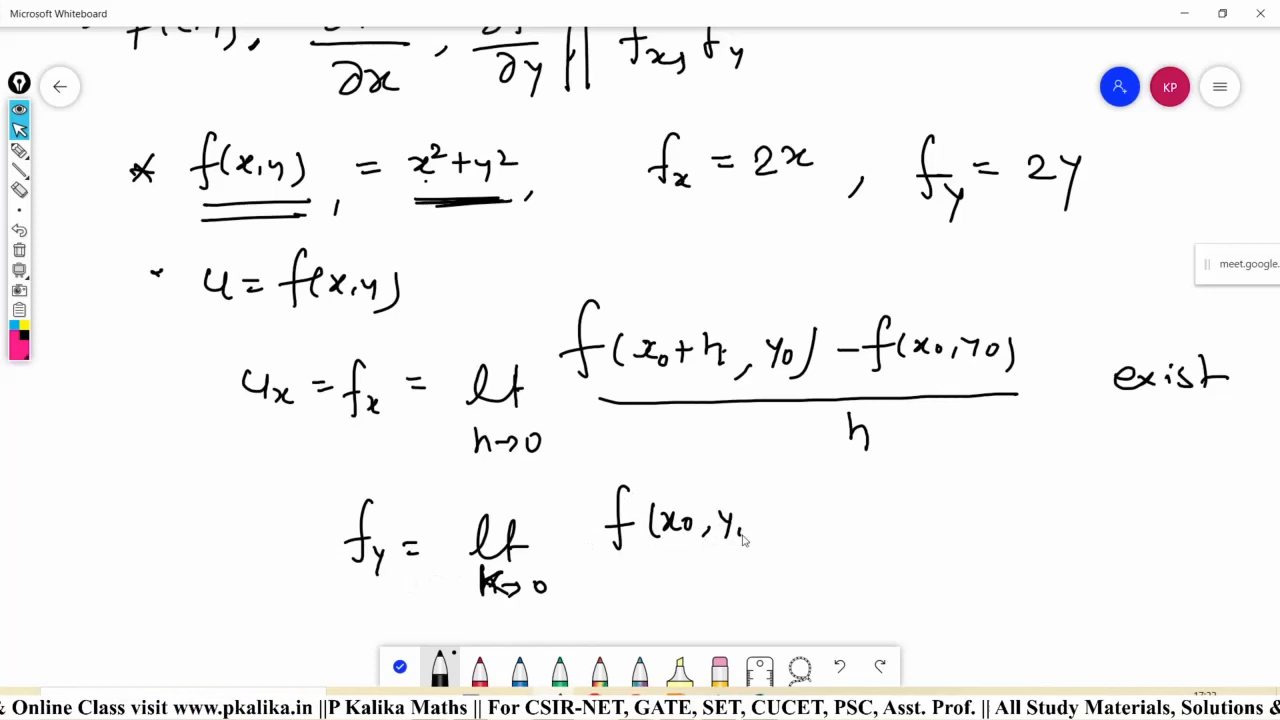 Microsoft Whiteboard
∂x , ∂y || fx, fy
* f(x,y), = x²+y², fx = 2x , fy = 2y
KP
meet.google.
• u = f(x,y)
ux = fx = lt h→0 f(x₀+h, y₀) – f(x₀,y₀) / h exist
fy = lt k→0 f(x₀,y
& Online Class visit www.pkalika.in ||P Kalika Maths || For CSIR-NET, GATE, SET, CUCET, PSC, Asst. Prof. || All Study Materials, Solutions &